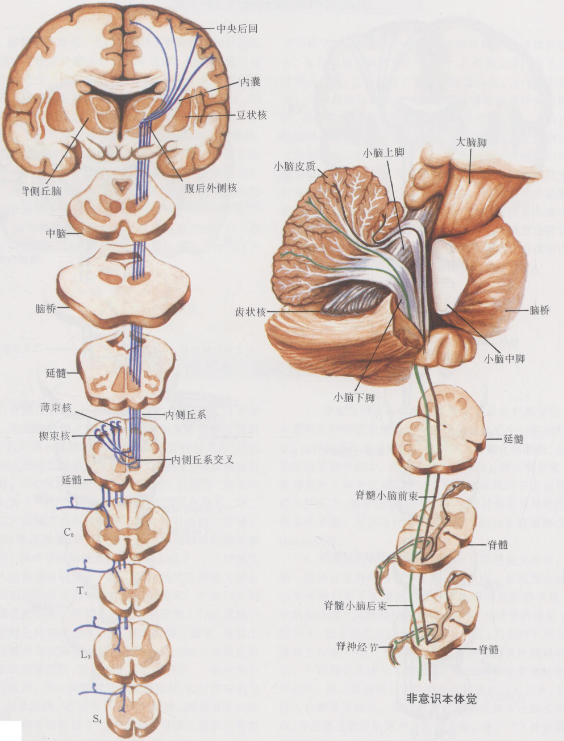 中央后回
内囊
豆状核
背侧丘脑
腹后外侧核
中脑
脑桥
延髓
内侧丘系
薄束核
楔束核
内侧丘系交叉
延髓
C₈
L₃
S₄
大脑脚
小脑上脚
小脑皮质
齿状核
脑桥
小脑中脚
小脑下脚
延髓
脊髓小脑前束
脊髓
脊髓小脑后束
脊神经节
脊髓
非意识本体觉